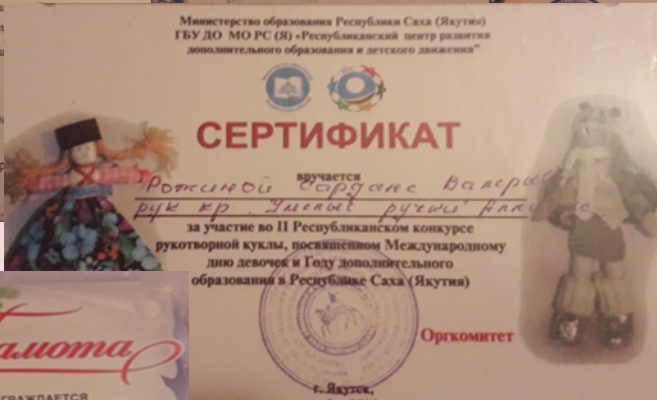 Министерство образования Республики Саха (Якутия)
ГБУ ДО МО РС (Я) «Республиканский центр развития
дополнительного образования и детского движения"
СЕРТИФИКАТ
вручается
Рожиной Сардане
рук кр. Умелые ручки
за участие во II Республиканском конкурсе
рукотворной куклы, посвященном Международному
дню девочек и Году дополнительного
образования в Республике Саха (Якутия)
Оргкомитет
г. Якутск,